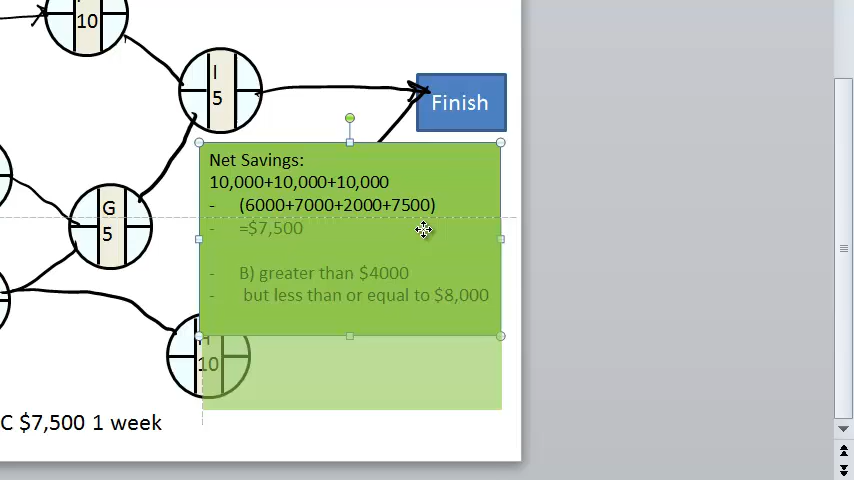 10
I
5
Finish
Net Savings:
10,000+10,000+10,000
- (6000+7000+2000+7500)
- =$7,500
- B) greater than $4000
- but less than or equal to $8,000
G
5
H
10
C $7,500 1 week